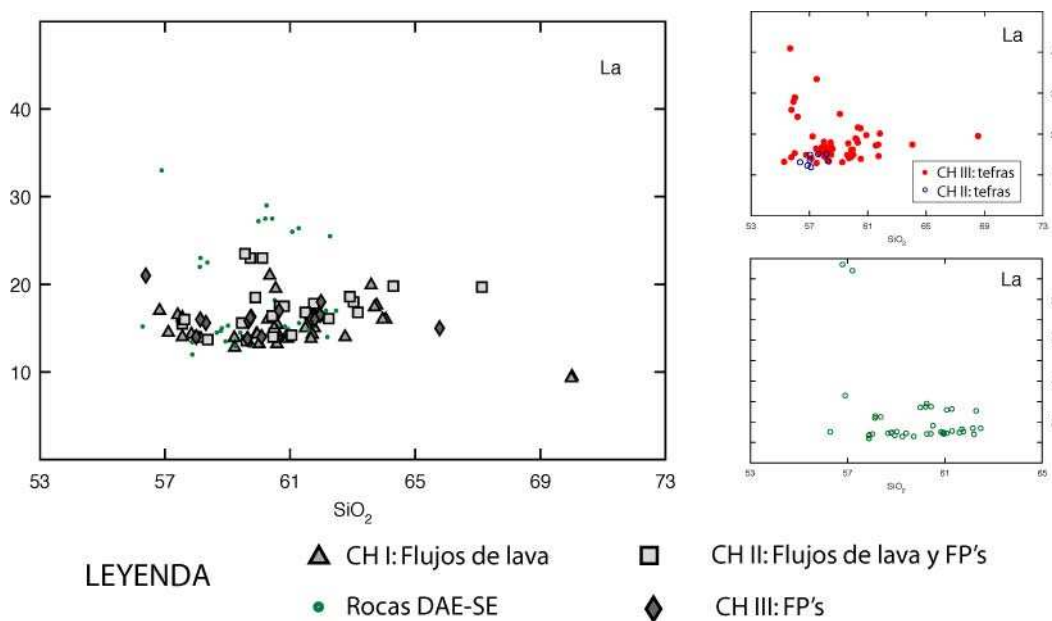 La
40
30
20
10
53 57 61 65 69 73
SiO2
La
CH III: tefras
CH II: tefras
53 57 61 65 69 73
SiO2
La
57 61 65
LEYENDA
CH I: Flujos de lava
CH II: Flujos de lava y FP's
Rocas DAE-SE
CH III: FP's